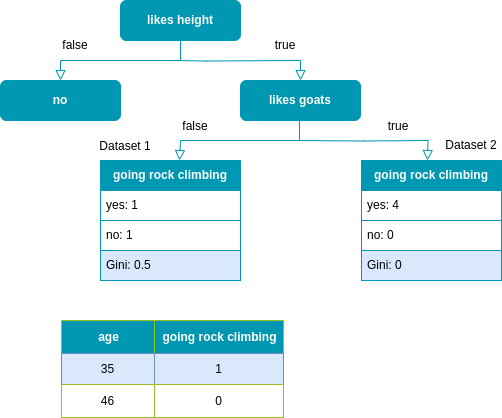 likes height
false
true
no
likes goats
false
true
Dataset 1
Dataset 2
going rock climbing
yes: 1
no: 1
Gini: 0.5
going rock climbing
yes: 4
no: 0
Gini: 0
age going rock climbing
35 1
46 0